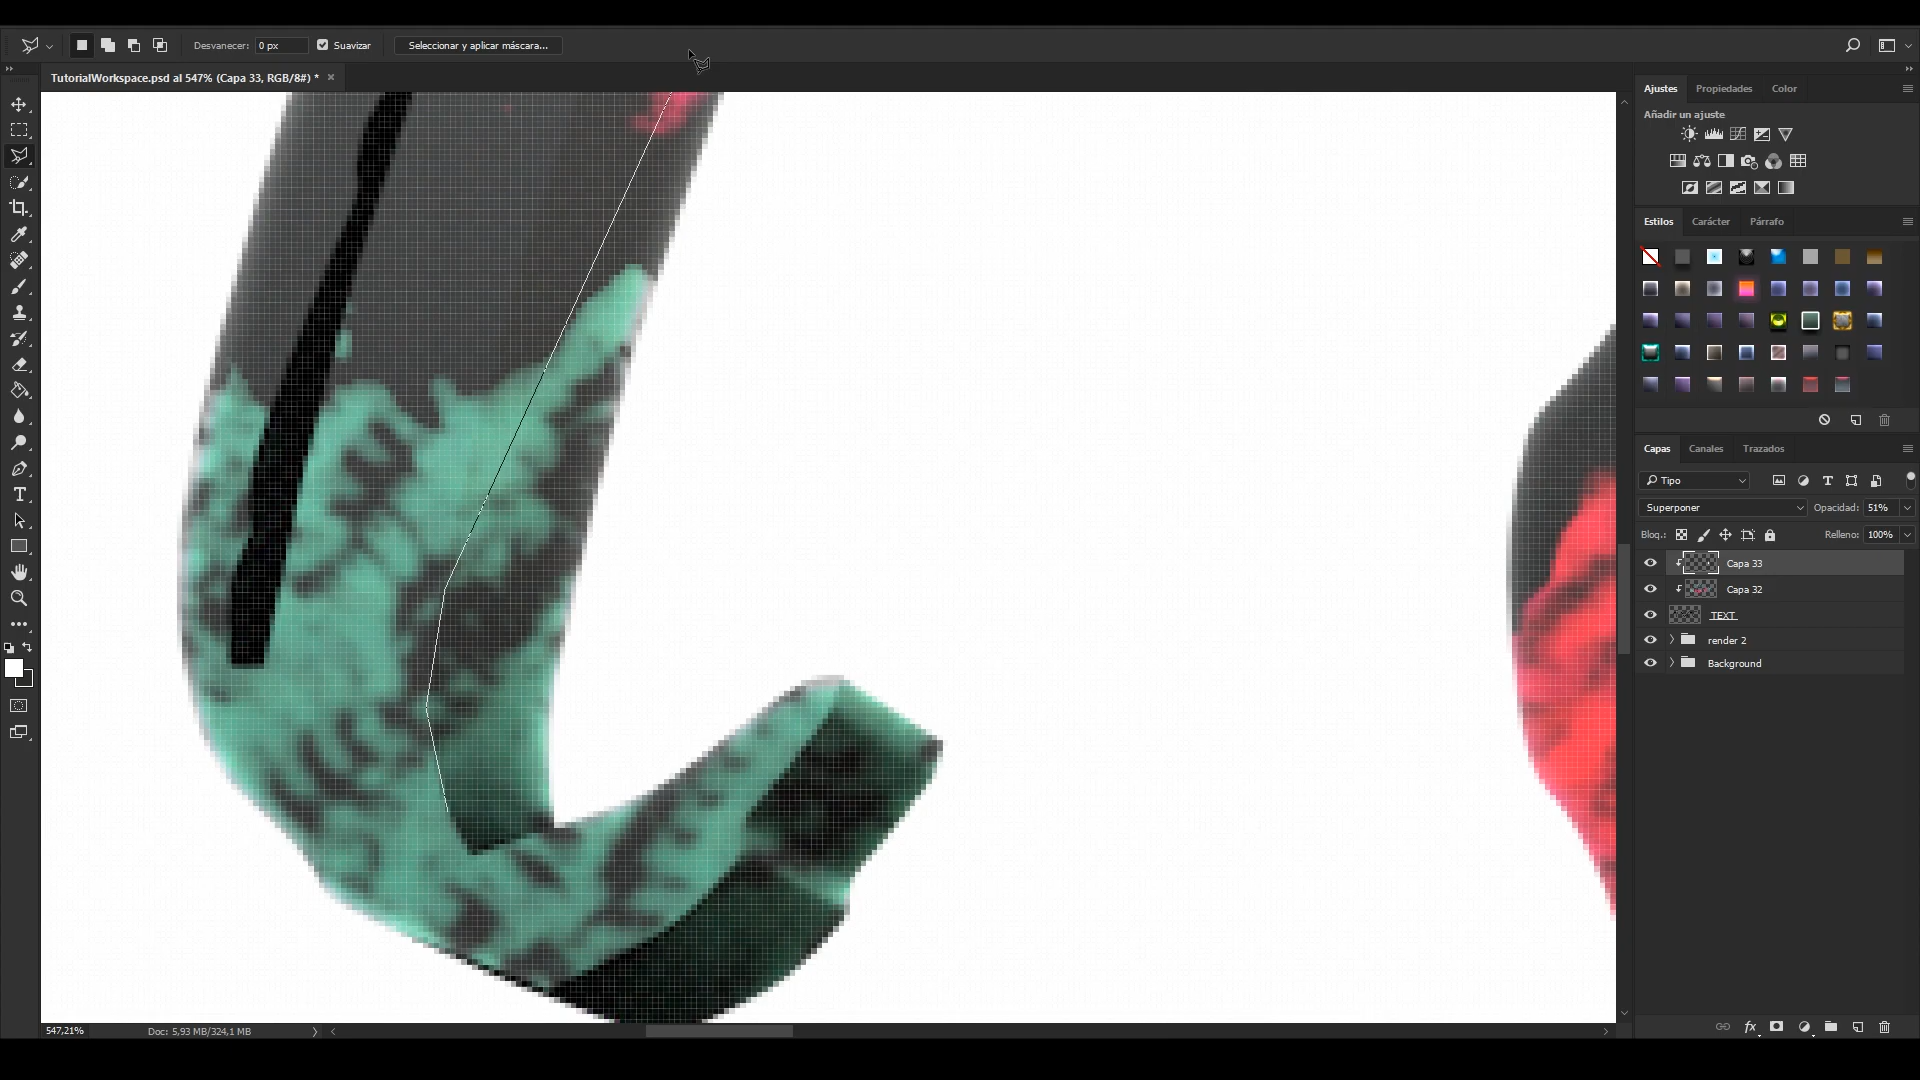 Desvanecer: 0 px Suavizar Seleccionar y aplicar máscara...
TutorialWorkspace.psd al 547% (Capa 33, RGB/8#) * ×
Ajustes Propiedades Color
Añadir un ajuste
Estilos Carácter Párrafo
Capas Canales Trazados
Tipo
Superponer Opacidad: 51%
Bloq.: Relleno: 100%
Capa 33
Capa 32
TEXT
render 2
Background
547,21% Doc: 5,93 MB/324,1 MB